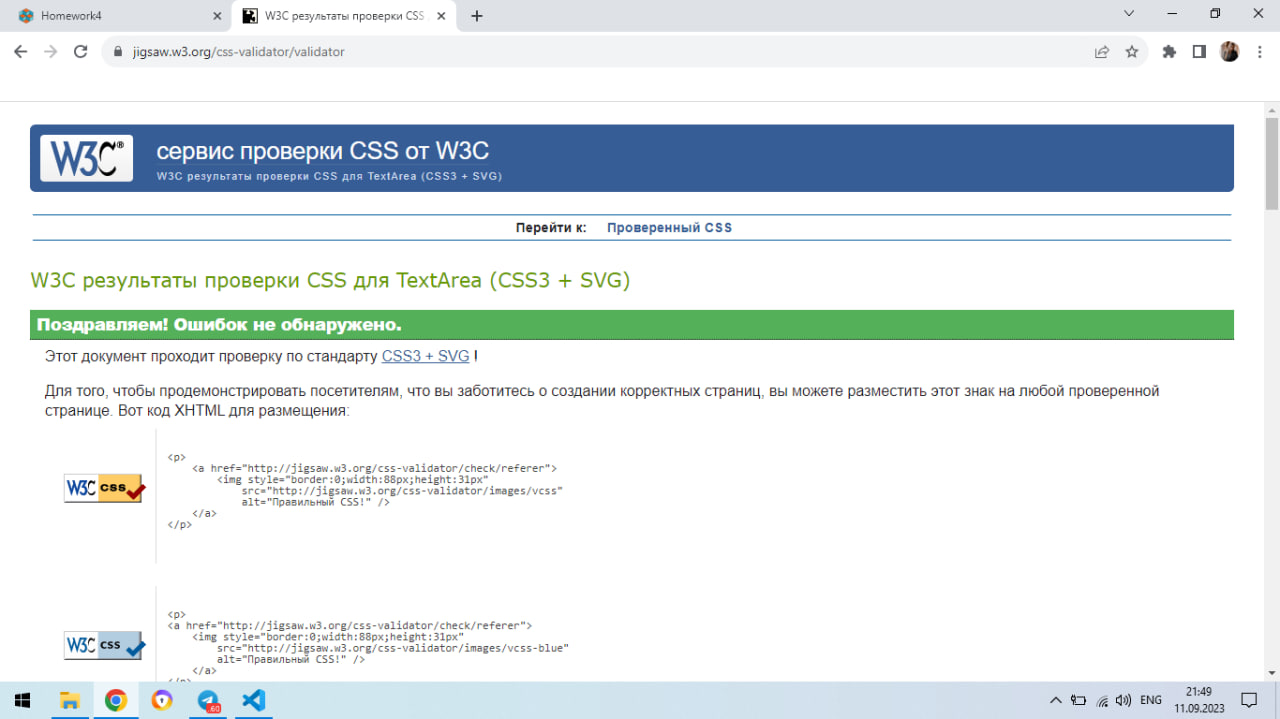 Homework4
W3C результаты проверки CSS
jigsaw.w3.org/css-validator/validator
W3C®
сервис проверки CSS от W3C
W3C результаты проверки CSS для TextArea (CSS3 + SVG)
Перейти к: Проверенный CSS
W3C результаты проверки CSS для TextArea (CSS3 + SVG)
Поздравляем! Ошибок не обнаружено.
Этот документ проходит проверку по стандарту CSS3 + SVG !
Для того, чтобы продемонстрировать посетителям, что вы заботитесь о создании корректных страниц, вы можете разместить этот знак на любой проверенной
странице. Вот код XHTML для размещения:
W3C css
<p>
<a href="http://jigsaw.w3.org/css-validator/check/referer">
<img style="border:0;width:88px;height:31px"
src="http://jigsaw.w3.org/css-validator/images/vcss"
alt="Правильный CSS!" />
</a>
</p>
W3C css
<p>
<a href="http://jigsaw.w3.org/css-validator/check/referer">
<img style="border:0;width:88px;height:31px"
src="http://jigsaw.w3.org/css-validator/images/vcss-blue"
alt="Правильный CSS!" />
</a>
</p>
.60
ENG
21:49
11.09.2023